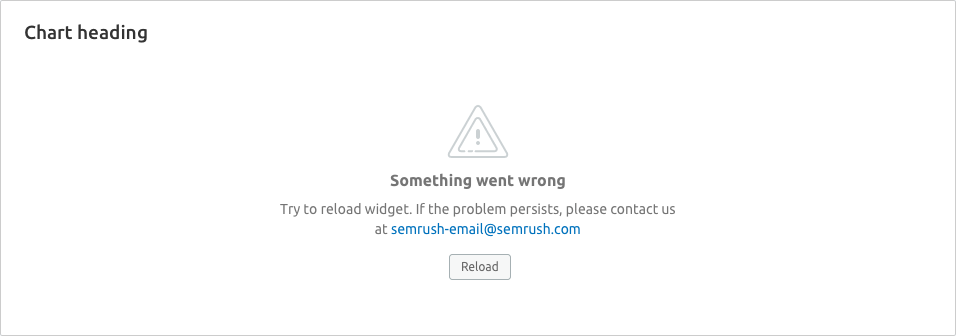 Chart heading
Something went wrong
Try to reload widget. If the problem persists, please contact us
at semrush-email@semrush.com
Reload